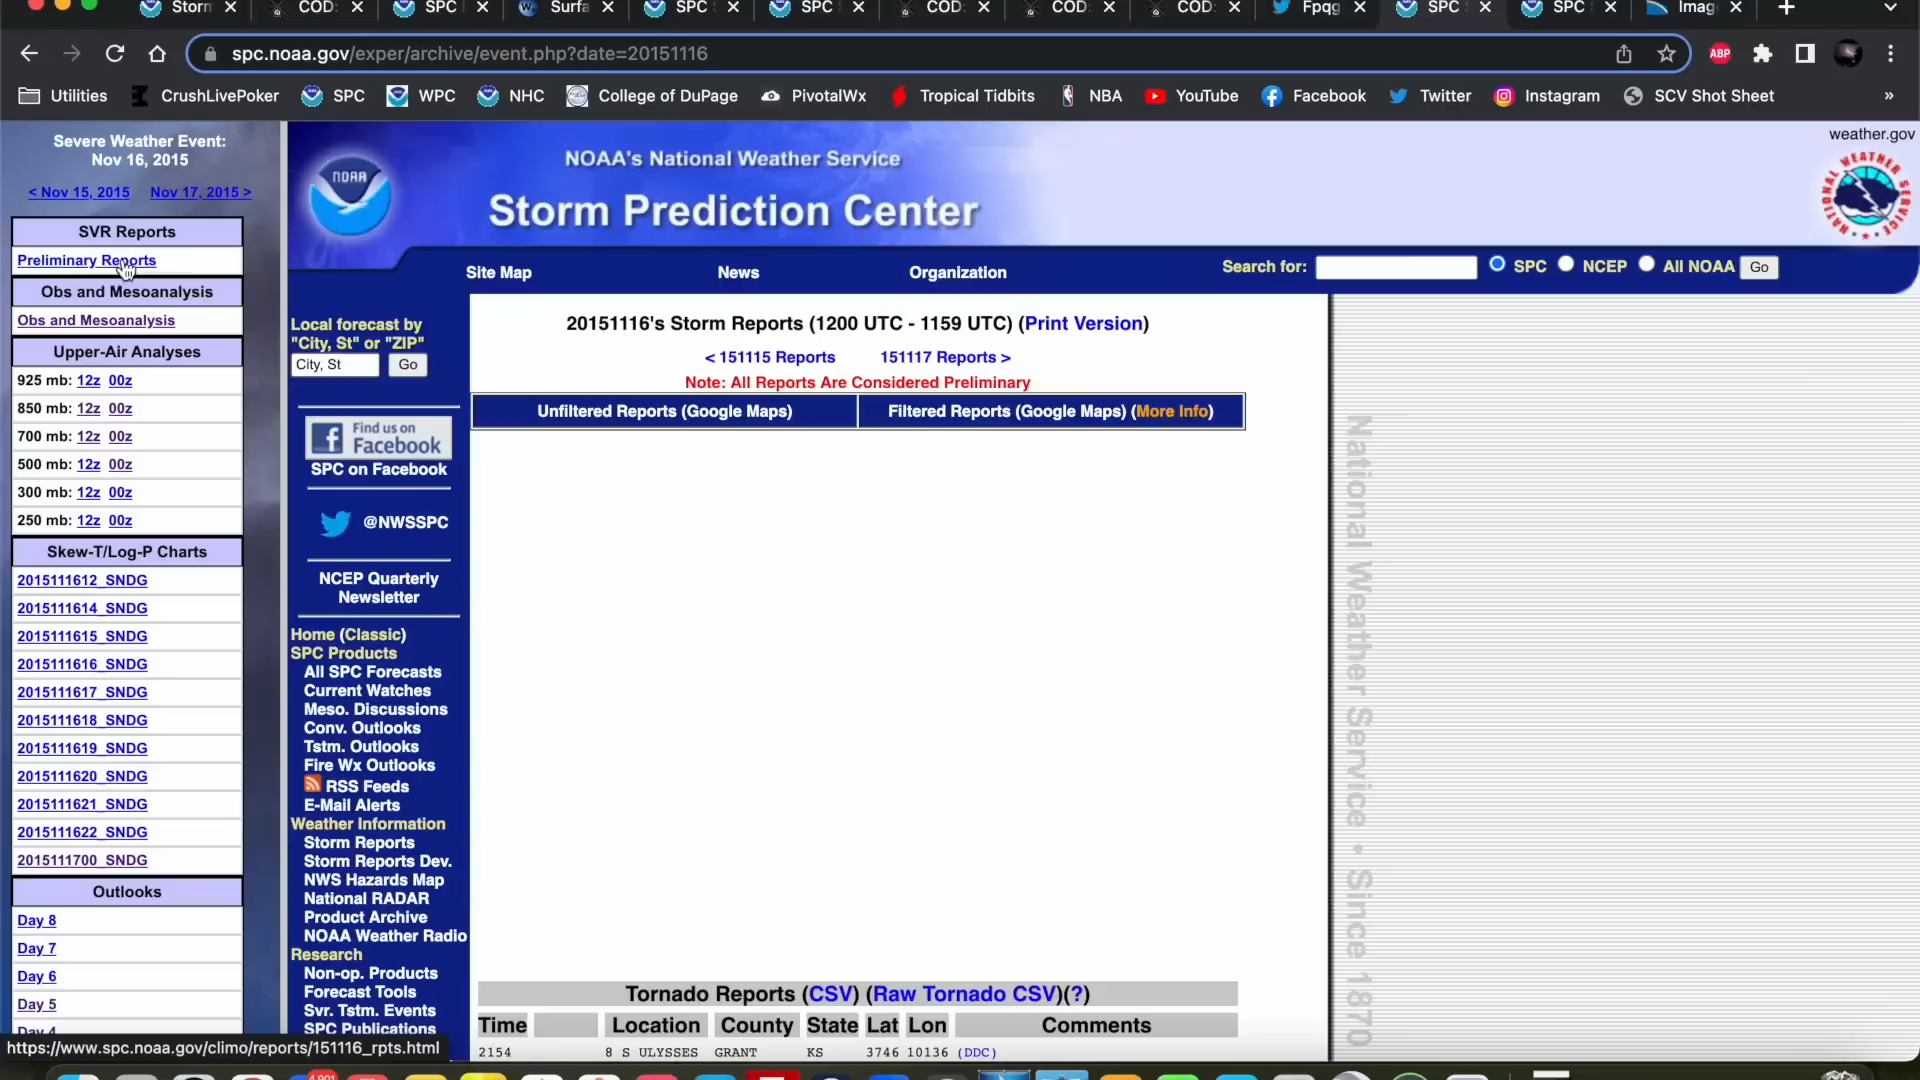 Storm
COD:
SPC
Surfa
SPC
SPC
COD:
COD:
COD:
Fpqg
SPC
SPC
Imag
spc.noaa.gov/exper/archive/event.php?date=20151116
ABP
Utilities CrushLivePoker SPC WPC NHC College of DuPage PivotalWx Tropical Tidbits NBA YouTube Facebook Twitter Instagram SCV Shot Sheet »
Severe Weather Event:
Nov 16, 2015
< Nov 15, 2015 Nov 17, 2015 >
SVR Reports
Preliminary Reports
Obs and Mesoanalysis
Obs and Mesoanalysis
Upper-Air Analyses
925 mb: 12z 00z
850 mb: 12z 00z
700 mb: 12z 00z
500 mb: 12z 00z
300 mb: 12z 00z
250 mb: 12z 00z
Skew-T/Log-P Charts
2015111612_SNDG
2015111614_SNDG
2015111615_SNDG
2015111616_SNDG
2015111617_SNDG
2015111618_SNDG
2015111619_SNDG
2015111620_SNDG
2015111621_SNDG
2015111622_SNDG
2015111700_SNDG
Outlooks
Day 8
Day 7
Day 6
Day 5
Day 4
https://www.spc.noaa.gov/climo/reports/151116_rpts.html
NOAA
NOAA's National Weather Service
Storm Prediction Center
weather.gov
NATIONAL WEATHER SERVICE
Site Map News Organization
Search for: SPC NCEP All NOAA Go
Local forecast by
"City, St" or "ZIP"
City, St Go
Find us on
Facebook
SPC on Facebook
@NWSSPC
NCEP Quarterly
Newsletter
Home (Classic)
SPC Products
All SPC Forecasts
Current Watches
Meso. Discussions
Conv. Outlooks
Tstm. Outlooks
Fire Wx Outlooks
RSS Feeds
E-Mail Alerts
Weather Information
Storm Reports
Storm Reports Dev.
NWS Hazards Map
National RADAR
Product Archive
NOAA Weather Radio
Research
Non-op. Products
Forecast Tools
Svr. Tstm. Events
SPC Publications
20151116's Storm Reports (1200 UTC - 1159 UTC) (Print Version)
< 151115 Reports 151117 Reports >
Note: All Reports Are Considered Preliminary
Unfiltered Reports (Google Maps) Filtered Reports (Google Maps) (More Info)
Tornado Reports (CSV) (Raw Tornado CSV)(?)
Time Location County State Lat Lon Comments
2154 8 S ULYSSES GRANT KS 3746 10136 (DDC)
National Weather Service • Since 1870
4,901